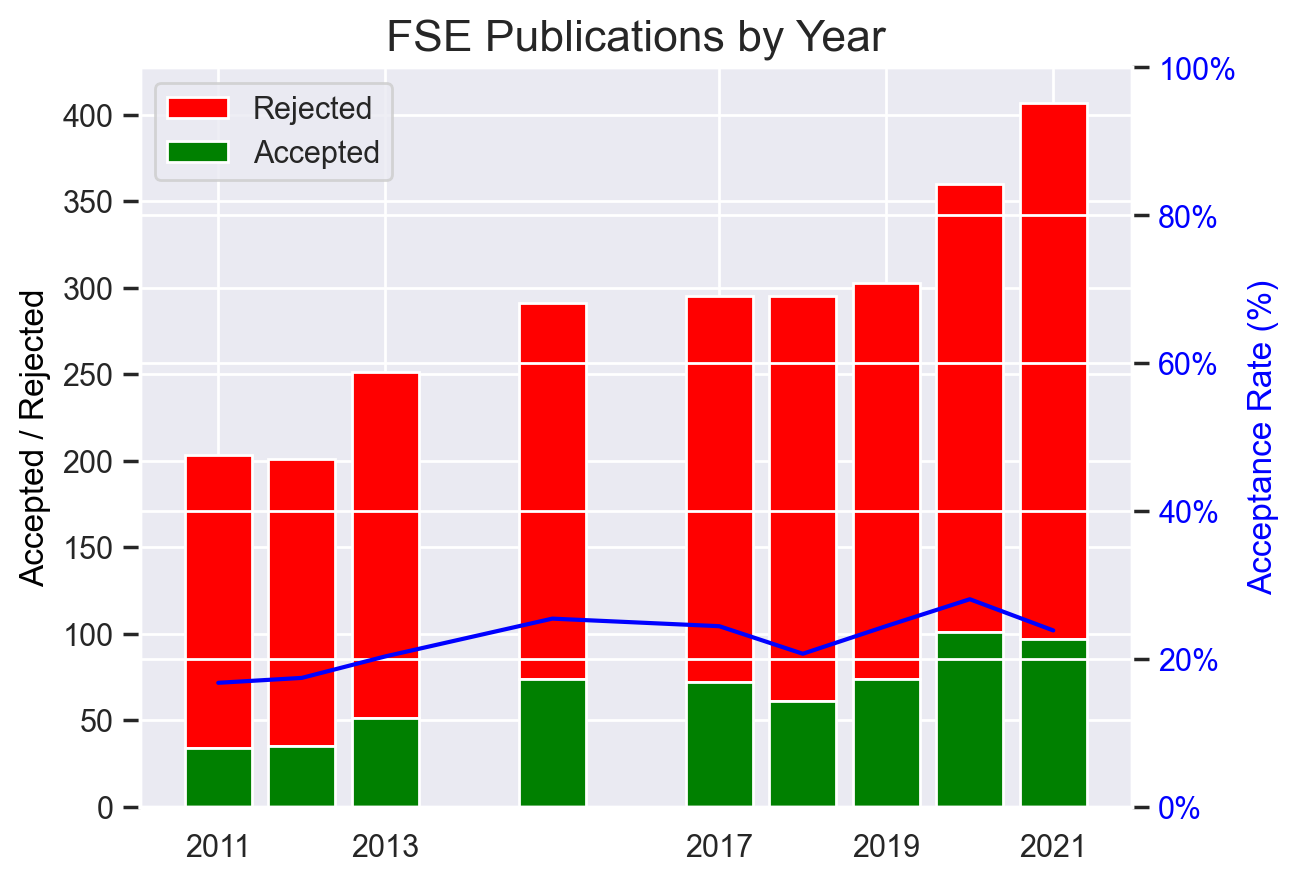 FSE Publications by Year
Rejected
Accepted
Accepted / Rejected
400
350
300
250
200
150
100
50
0
100%
80%
60%
40%
20%
0%
Acceptance Rate (%)
2011 2013 2017 2019 2021